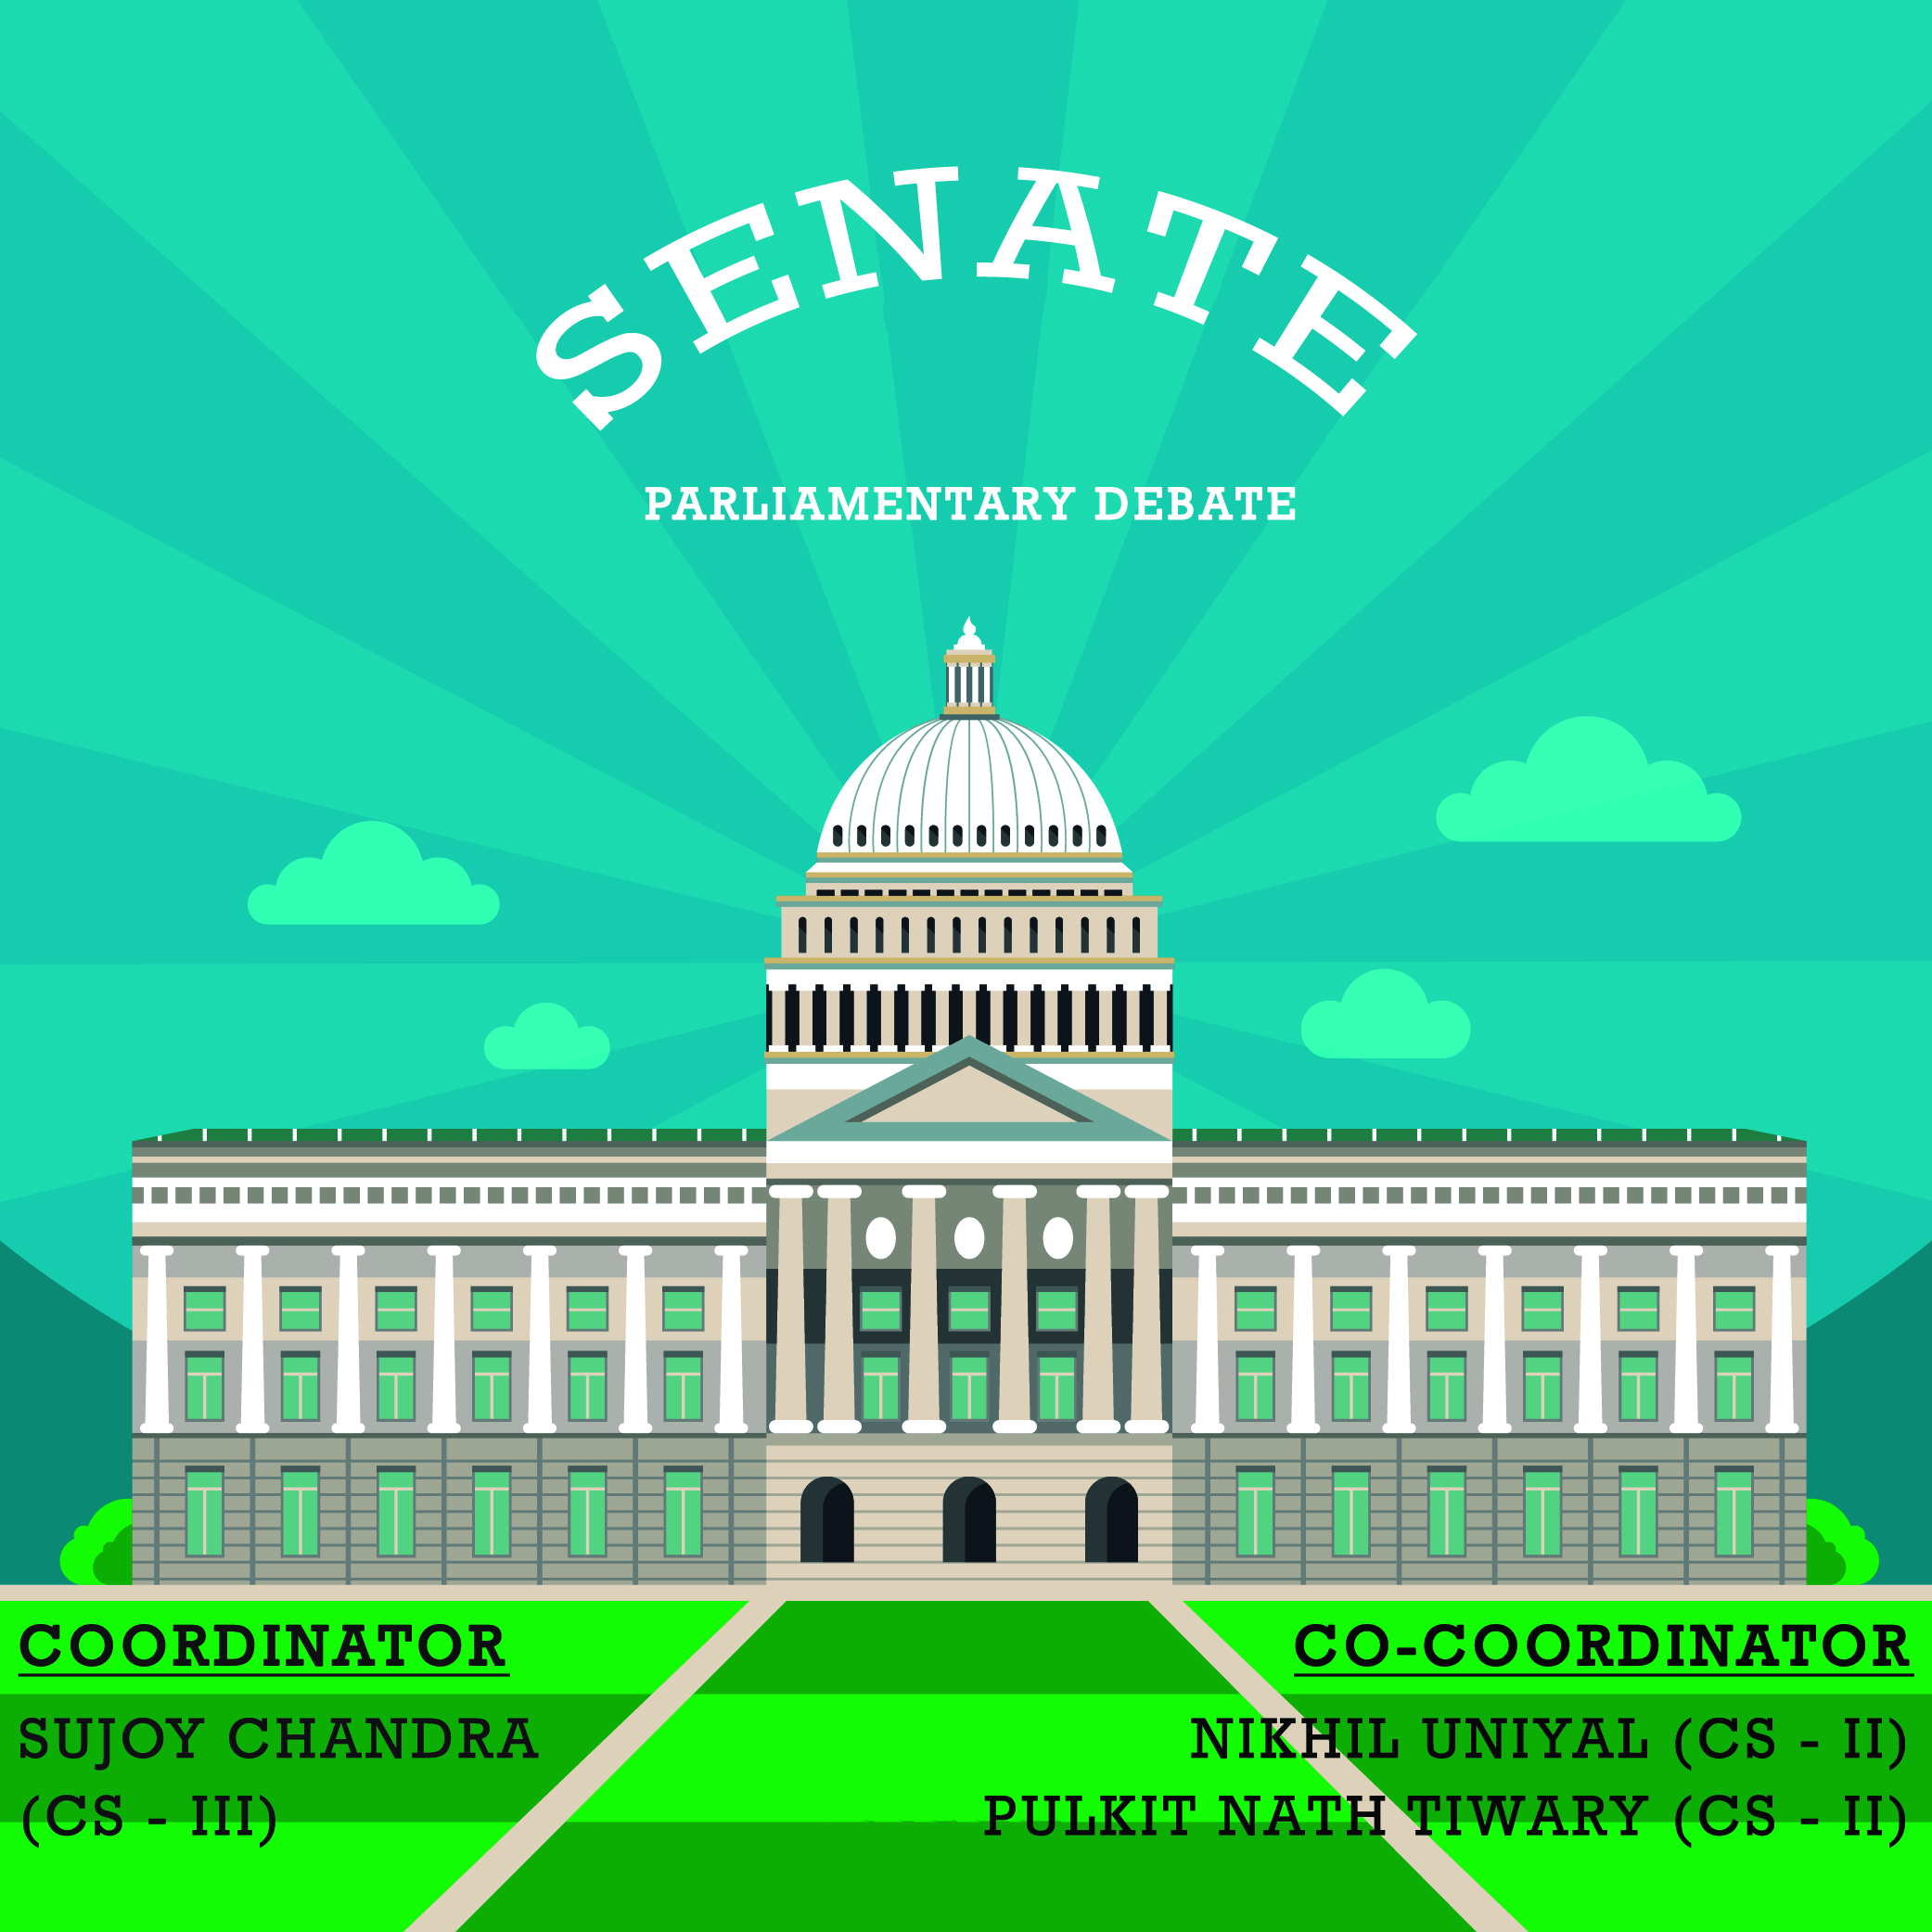 SENATE
PARLIAMENTARY DEBATE
COORDINATOR
SUJOY CHANDRA
(CS - III)
CO-COORDINATOR
NIKHIL UNIYAL (CS - II)
PULKIT NATH TIWARY (CS - II)